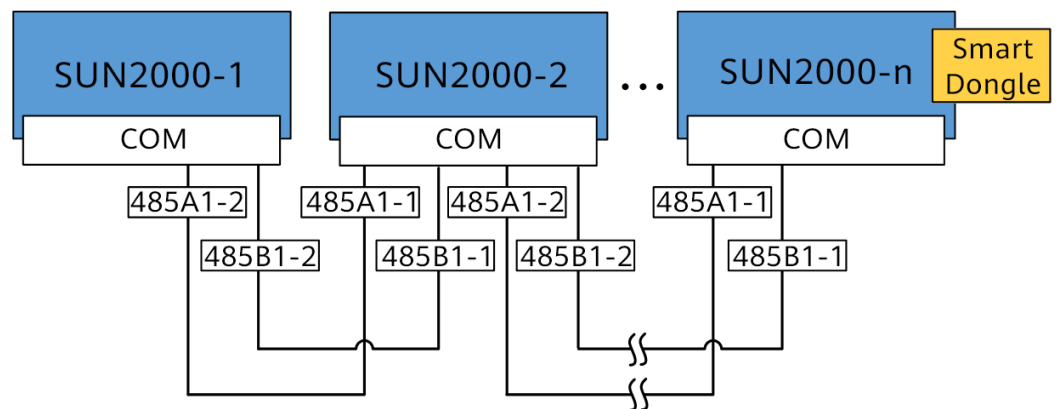 SUN2000-1
SUN2000-2
...
SUN2000-n
Smart
Dongle
COM
COM
COM
485A1-2
485A1-1
485A1-2
485A1-1
485B1-2
485B1-1
485B1-2
485B1-1